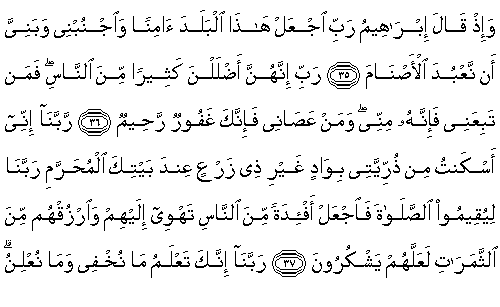 وَإِذْ قَالَ إِبْرَٰهِيمُ رَبِّ ٱجْعَلْ هَـٰذَا ٱلْبَلَدَ ءَامِنًا وَٱجْنُبْنِى وَبَنِىَّ
أَن نَّعْبُدَ ٱلْأَصْنَامَ ٣٥ رَبِّ إِنَّهُنَّ أَضْلَلْنَ كَثِيرًا مِّنَ ٱلنَّاسِ ۖ فَمَن
تَبِعَنِى فَإِنَّهُۥ مِنِّى ۖ وَمَنْ عَصَانِى فَإِنَّكَ غَفُورٌ رَّحِيمٌ ٣٦ رَّبَّنَآ إِنِّىٓ
أَسْكَنتُ مِن ذُرِّيَّتِى بِوَادٍ غَيْرِ ذِى زَرْعٍ عِندَ بَيْتِكَ ٱلْمُحَرَّمِ رَبَّنَا
لِيُقِيمُوا۟ ٱلصَّلَوٰةَ فَٱجْعَلْ أَفْـِٔدَةً مِّنَ ٱلنَّاسِ تَهْوِىٓ إِلَيْهِمْ وَٱرْزُقْهُم مِّنَ
ٱلثَّمَرَٰتِ لَعَلَّهُمْ يَشْكُرُونَ ٣٧ رَبَّنَآ إِنَّكَ تَعْلَمُ مَا نُخْفِى وَمَا نُعْلِنُ ۗ